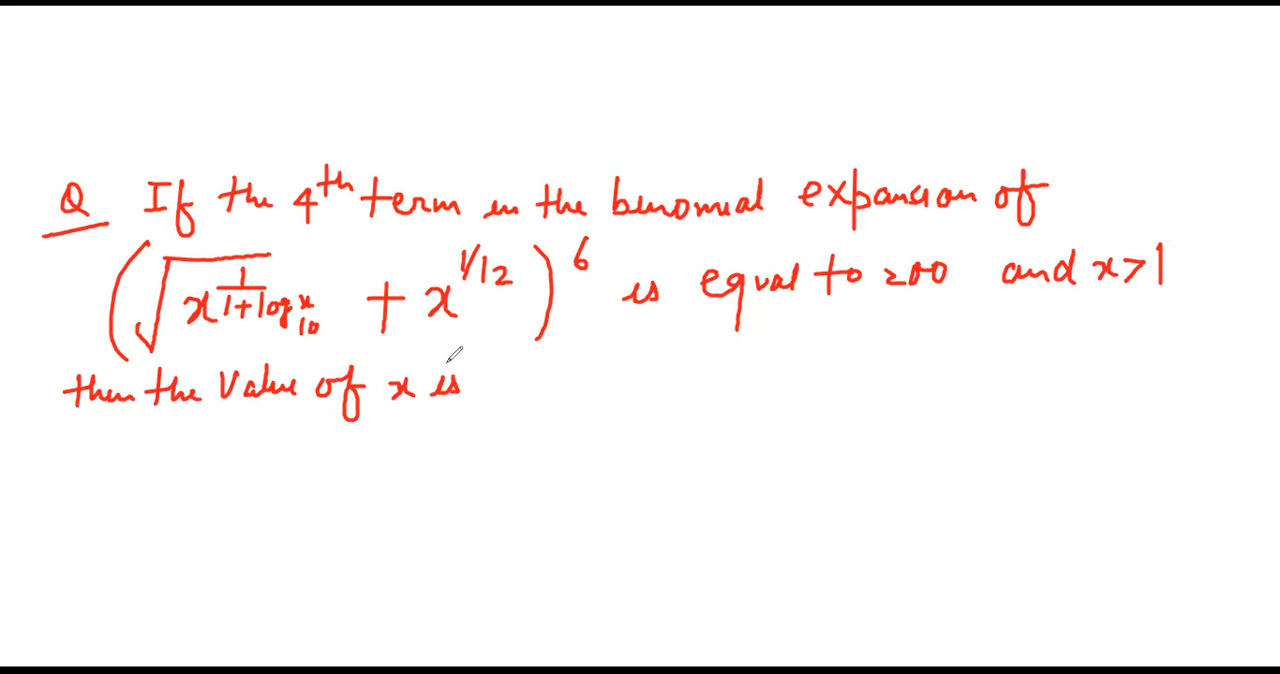 Q If the 4th term in the binomial expansion of
(√(x^(1/(1+log₁₀x))) + x^(1/12))^6 is equal to 200 and x>1
then the value of x is